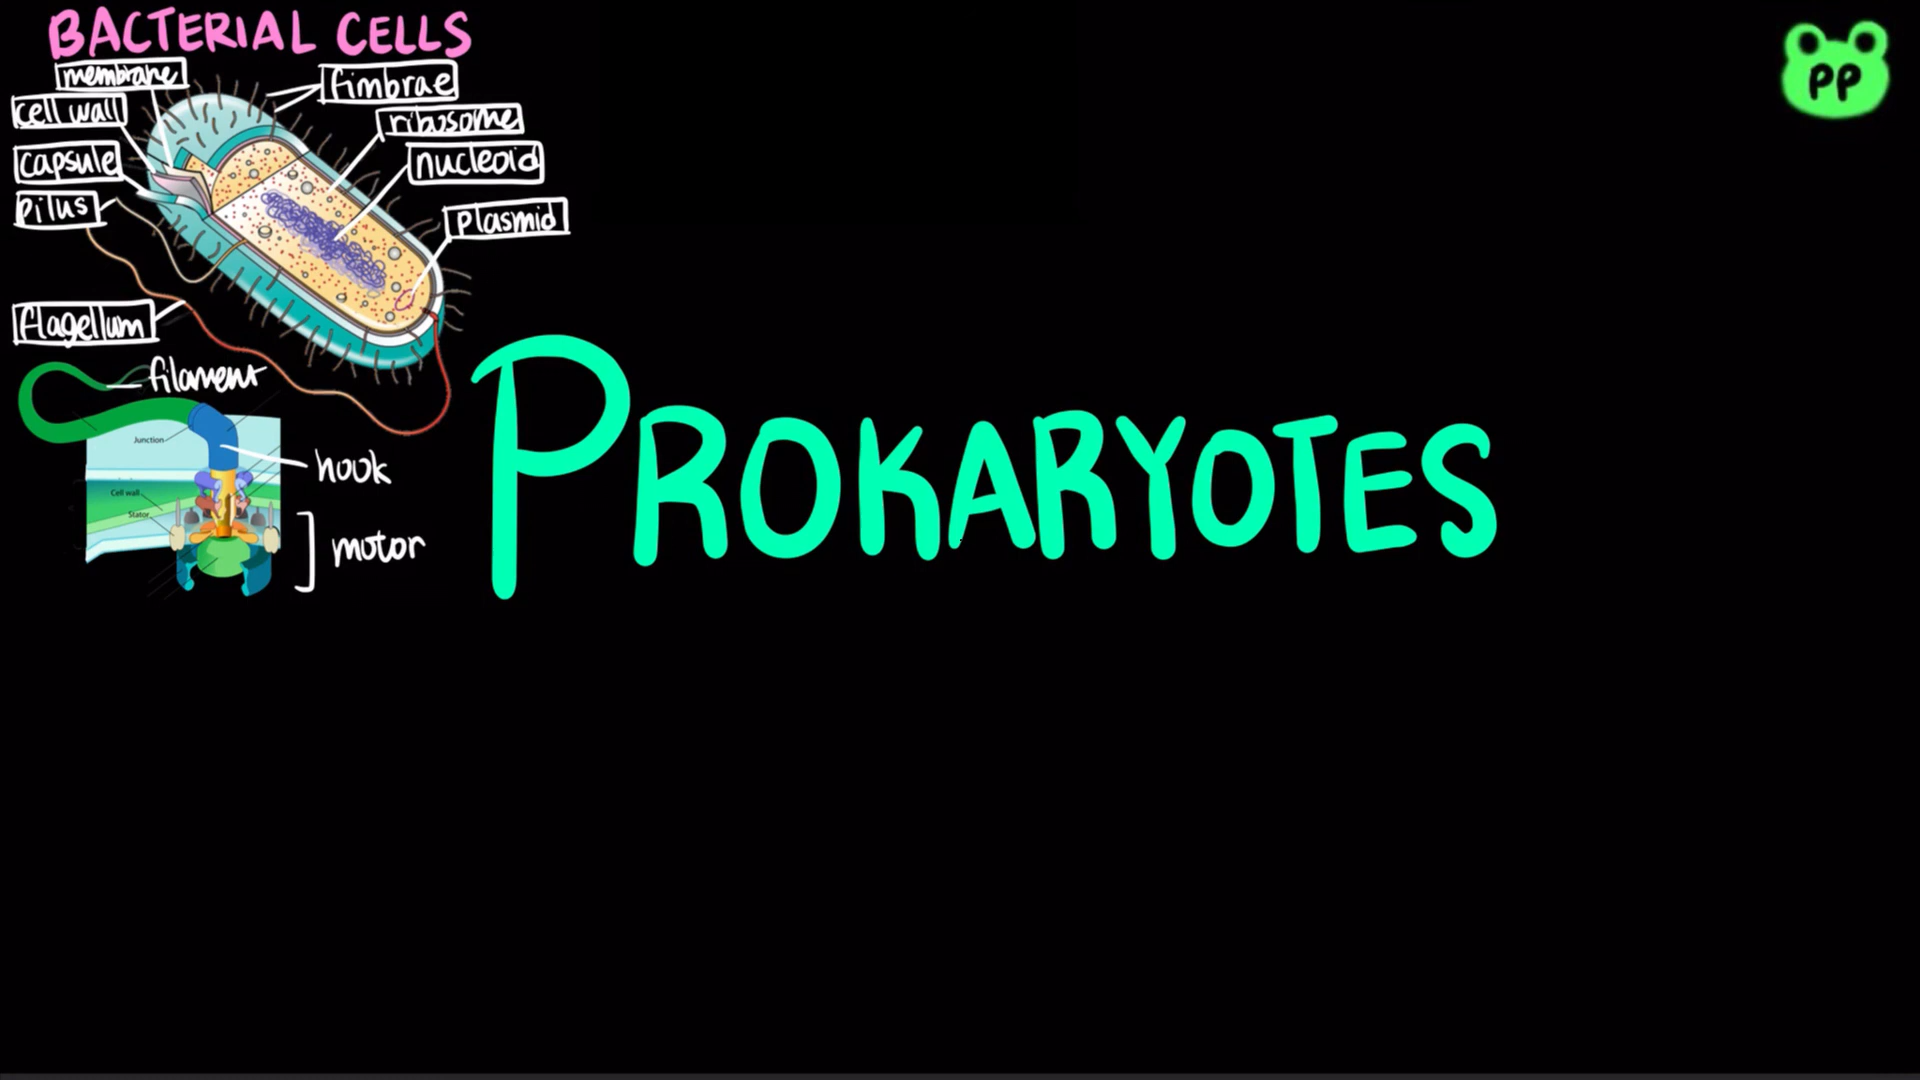 BACTERIAL CELLS
membrane
cell wall
capsule
pilus
flagellum
fimbrae
ribosome
nucleoid
plasmid
filament
Junction
hook
Cell wall
Stator
motor
PROKARYOTES
PP